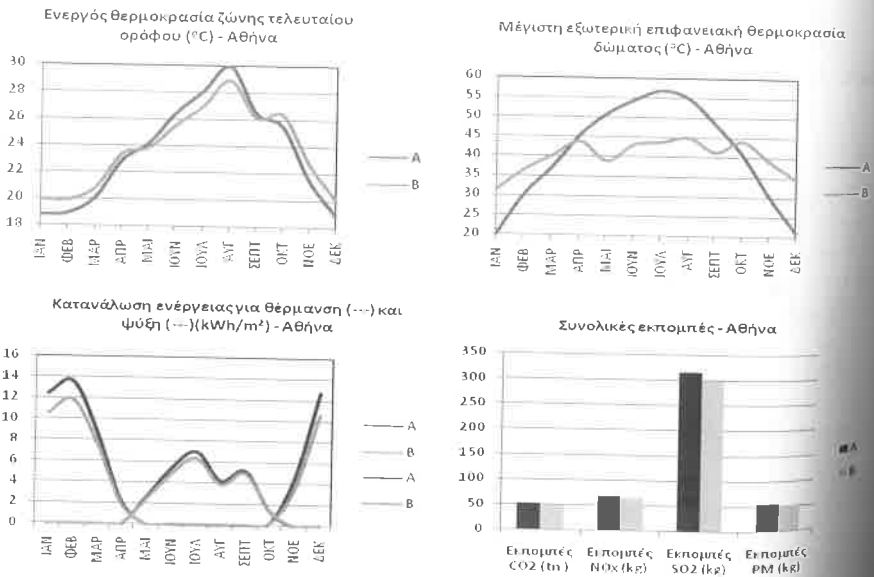 Ενεργός θερμοκρασία ζώνης τελευταίου
ορόφου (°C) - Αθήνα
30
28
26
24
22
20
18
ΙΑΝ
ΦΕΒ
ΜΑΡ
ΑΠΡ
ΜΑΙ
ΙΟΥΝ
ΙΟΥΛ
ΑΥΓ
ΣΕΠΤ
ΟΚΤ
ΝΟΕ
ΔΕΚ
A
B
Μέγιστη εξωτερική επιφανειακή θερμοκρασία
δώματος (°C) - Αθήνα
60
55
50
45
40
35
30
25
20
ΙΑΝ
ΦΕΒ
ΜΑΡ
ΑΠΡ
ΜΑΙ
ΙΟΥΝ
ΙΟΥΛ
ΑΥΓ
ΣΕΠΤ
ΟΚΤ
ΝΟΕ
ΔΕΚ
A
B
Κατανάλωση ενέργειας για θέρμανση (---) και
ψύξη (---)(kWh/m²) - Αθήνα
16
14
12
10
8
6
4
2
0
ΙΑΝ
ΦΕΒ
ΜΑΡ
ΑΠΡ
ΜΑΙ
ΙΟΥΝ
ΙΟΥΛ
ΑΥΓ
ΣΕΠΤ
ΟΚΤ
ΝΟΕ
ΔΕΚ
A
B
A
B
Συνολικές εκπομπές - Αθήνα
350
300
250
200
150
100
50
0
Εκπομπές
CO2 (tn)
Εκπομπές
NOx (kg)
Εκπομπές
SO2 (kg)
Εκπομπές
PM (kg)
A
B